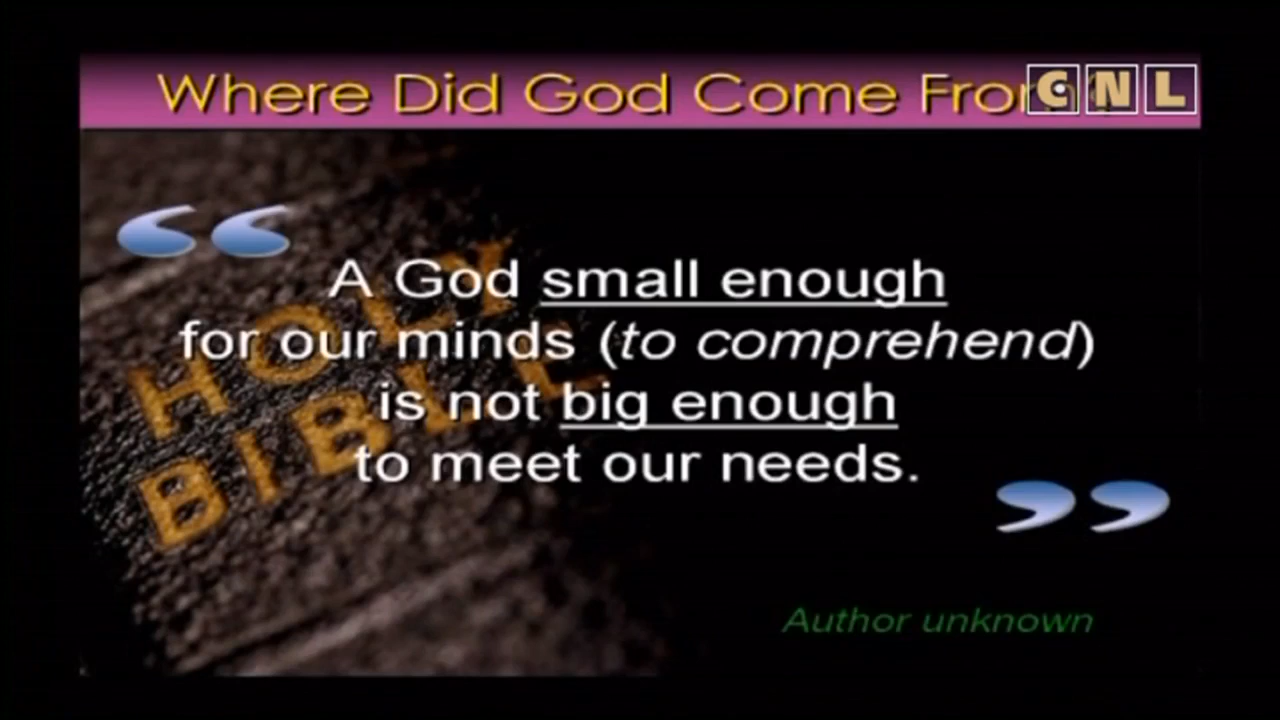 Where Did God Come From?
CNL
HOLY
BIBLE
“
A God small enough
for our minds (to comprehend)
is not big enough
to meet our needs.
”
Author unknown